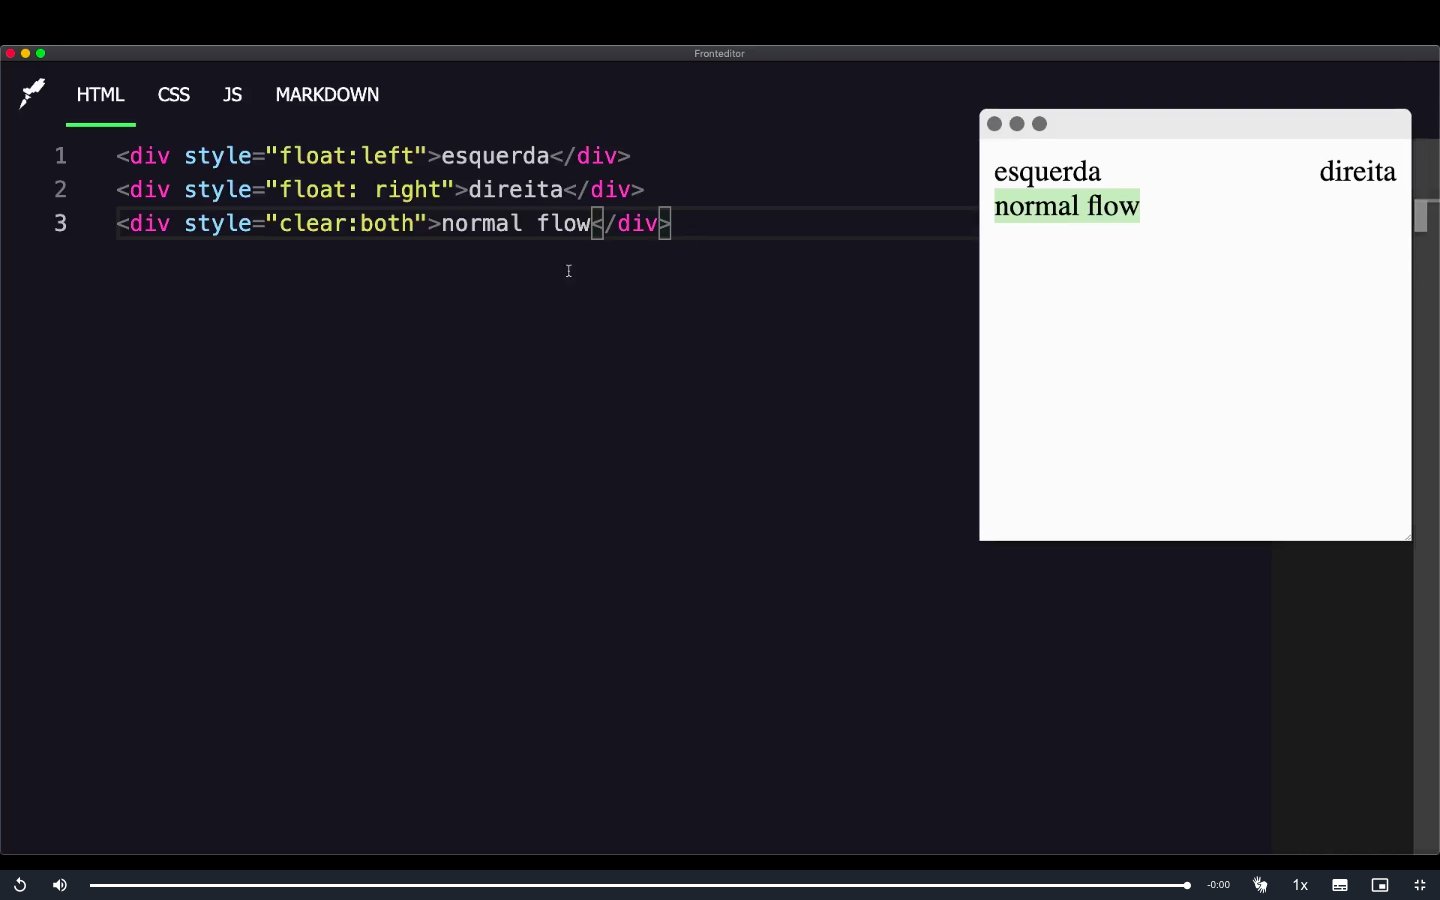 Fronteditor
HTML CSS JS MARKDOWN
1 <div style="float:left">esquerda</div>
2 <div style="float: right">direita</div>
3 <div style="clear:both">normal flow</div>
esquerda direita
normal flow
-0:00 1x